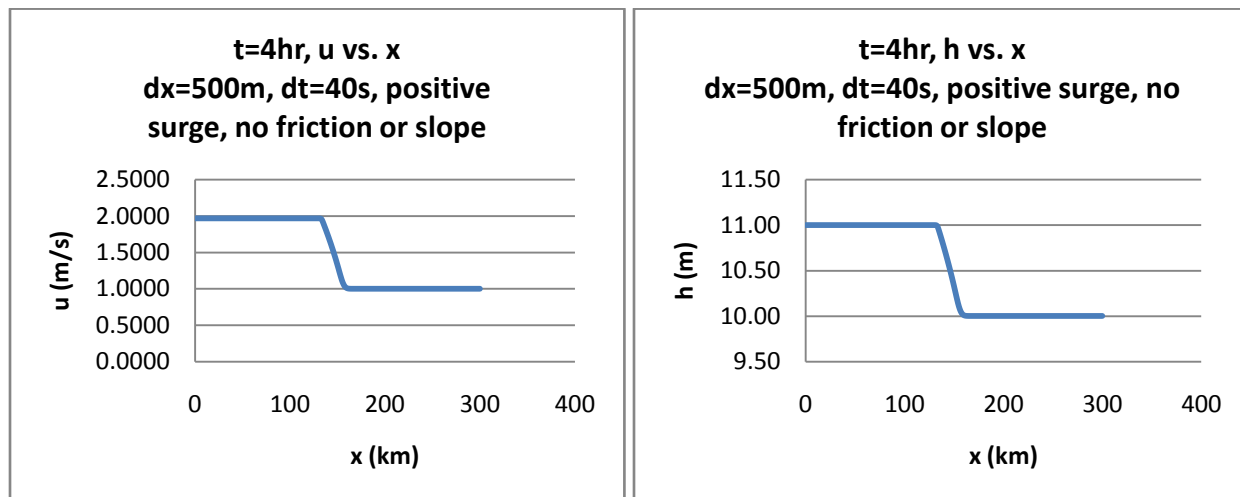 t=4hr, u vs. x
dx=500m, dt=40s, positive
surge, no friction or slope
2.5000
2.0000
1.5000
1.0000
0.5000
0.0000
u (m/s)
0 100 200 300 400
x (km)
t=4hr, h vs. x
dx=500m, dt=40s, positive surge, no
friction or slope
11.50
11.00
10.50
10.00
9.50
h (m)
0 100 200 300 400
x (km)